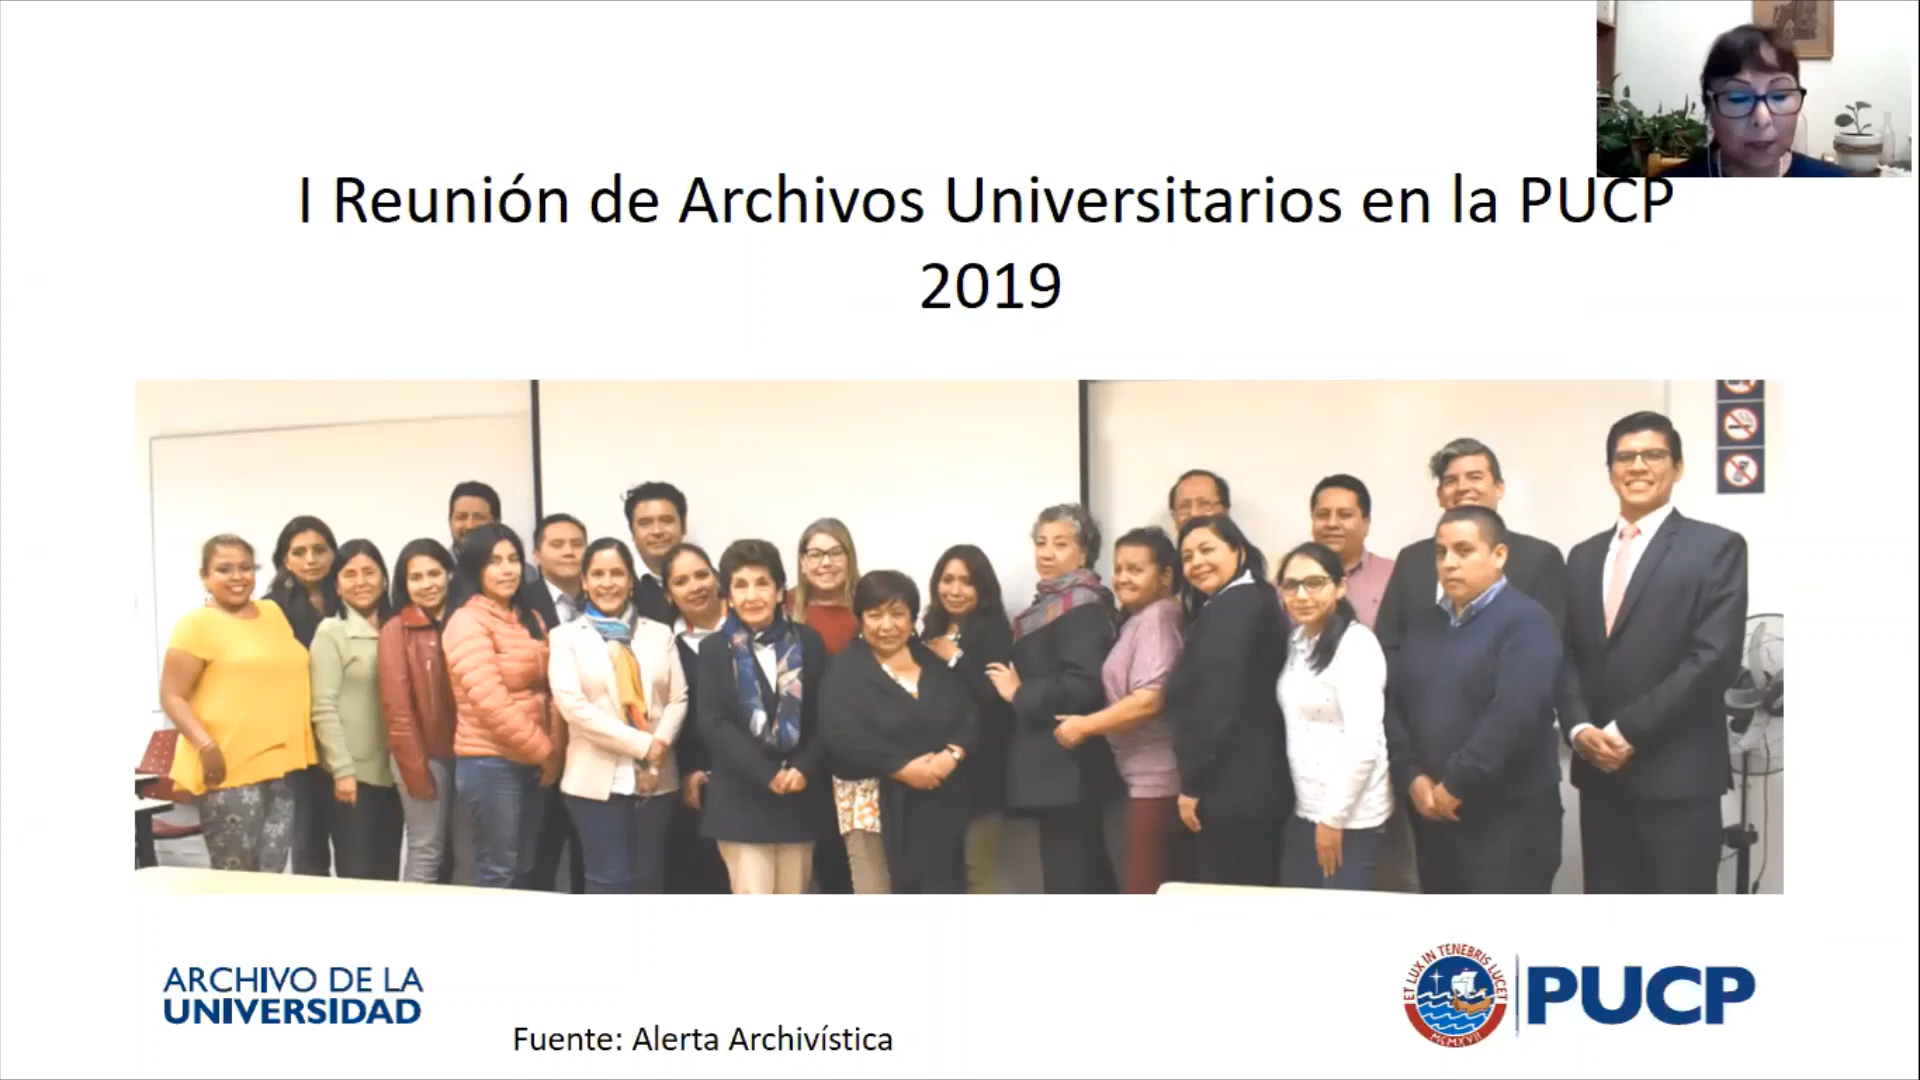 I Reunión de Archivos Universitarios en la PUCP
2019
ARCHIVO DE LA
UNIVERSIDAD
Fuente: Alerta Archivística
ET LUX IN TENEBRIS LUCET
MCMXVII
PUCP